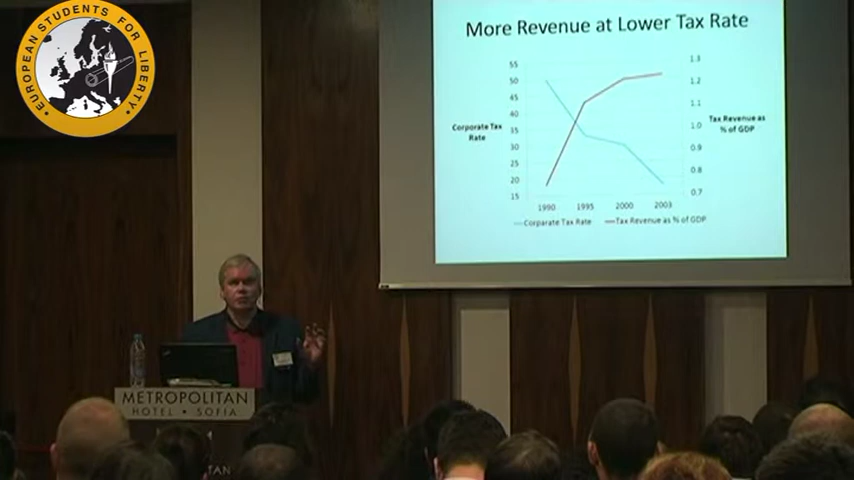 EUROPEAN STUDENTS FOR LIBERTY
More Revenue at Lower Tax Rate
55
50
45
40
35
30
25
20
15
Corporate Tax
Rate
1.3
1.2
1.1
1.0
0.9
0.8
0.7
Tax Revenue as
% of GDP
1990 1995 2000 2003
Corparate Tax Rate Tax Revenue as % of GDP
METROPOLITAN
HOTEL • SOFIA
TAN